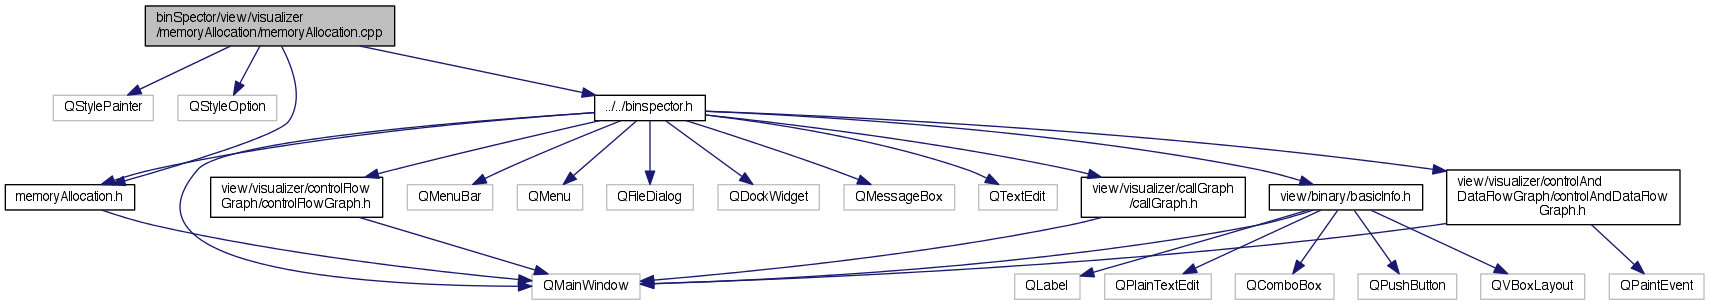 binSpector/view/visualizer
/memoryAllocation/memoryAllocation.cpp
QStylePainter
QStyleOption
../../binspector.h
memoryAllocation.h
view/visualizer/controlFlow
Graph/controlFlowGraph.h
QMenuBar
QMenu
QFileDialog
QDockWidget
QMessageBox
QTextEdit
view/visualizer/callGraph
/callGraph.h
view/binary/basicInfo.h
view/visualizer/controlAnd
DataFlowGraph/controlAndDataFlow
Graph.h
QMainWindow
QLabel
QPlainTextEdit
QComboBox
QPushButton
QVBoxLayout
QPaintEvent